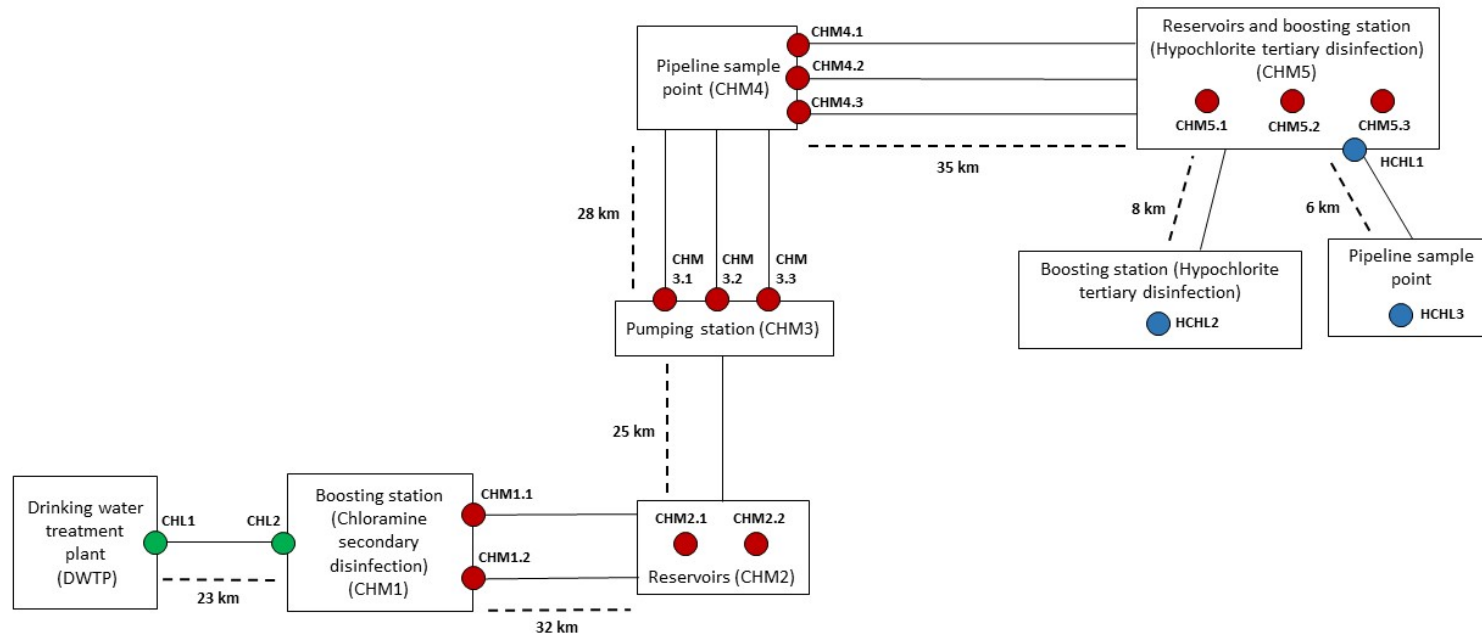 Pipeline sample
point (CHM4)
CHM4.1
CHM4.2
CHM4.3
35 km
Reservoirs and boosting station
(Hypochlorite tertiary disinfection)
(CHM5)
CHM5.1
CHM5.2
CHM5.3
HCHL1
8 km
6 km
Boosting station (Hypochlorite
tertiary disinfection)
HCHL2
Pipeline sample
point
HCHL3
28 km
CHM
3.1
CHM
3.2
CHM
3.3
Pumping station (CHM3)
25 km
Drinking water
treatment
plant
(DWTP)
CHL1
CHL2
23 km
Boosting station
(Chloramine
secondary
disinfection)
(CHM1)
CHM1.1
CHM1.2
32 km
CHM2.1
CHM2.2
Reservoirs (CHM2)